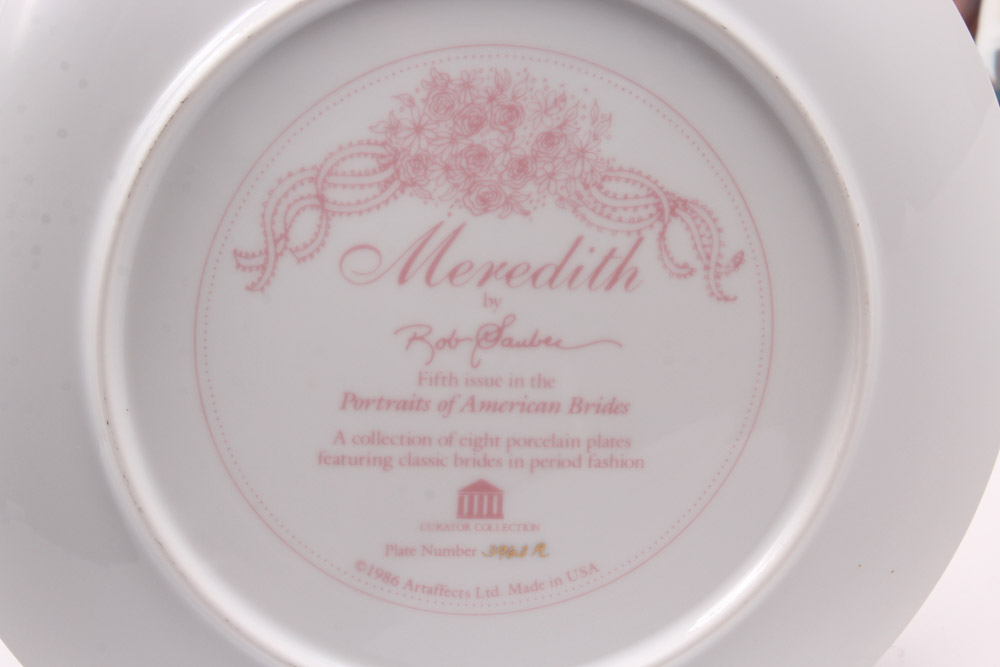 Meredith
by
Rob Sauber
Fifth issue in the
Portraits of American Brides
A collection of eight porcelain plates
featuring classic brides in period fashion
CURATOR COLLECTION
Plate Number
©1986 Artaffects Ltd. Made in USA